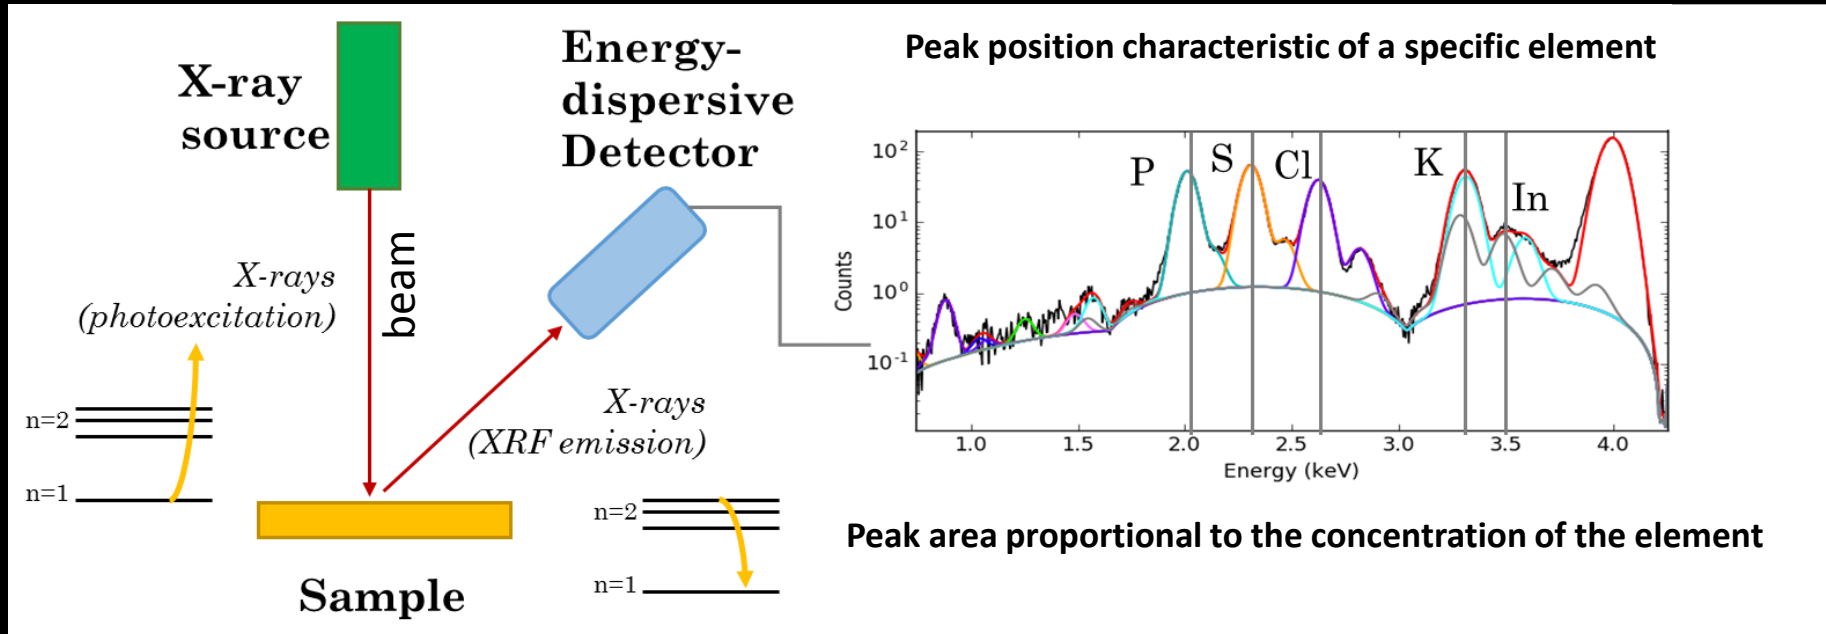 X-ray
source
beam
X-rays
(photoexcitation)
n=2
n=1
Energy-
dispersive
Detector
X-rays
(XRF emission)
n=2
n=1
Sample
Peak position characteristic of a specific element
10²
10¹
10⁰
10⁻¹
Counts
P
S
Cl
K
In
1.0
1.5
2.0
2.5
3.0
3.5
4.0
Energy (keV)
Peak area proportional to the concentration of the element